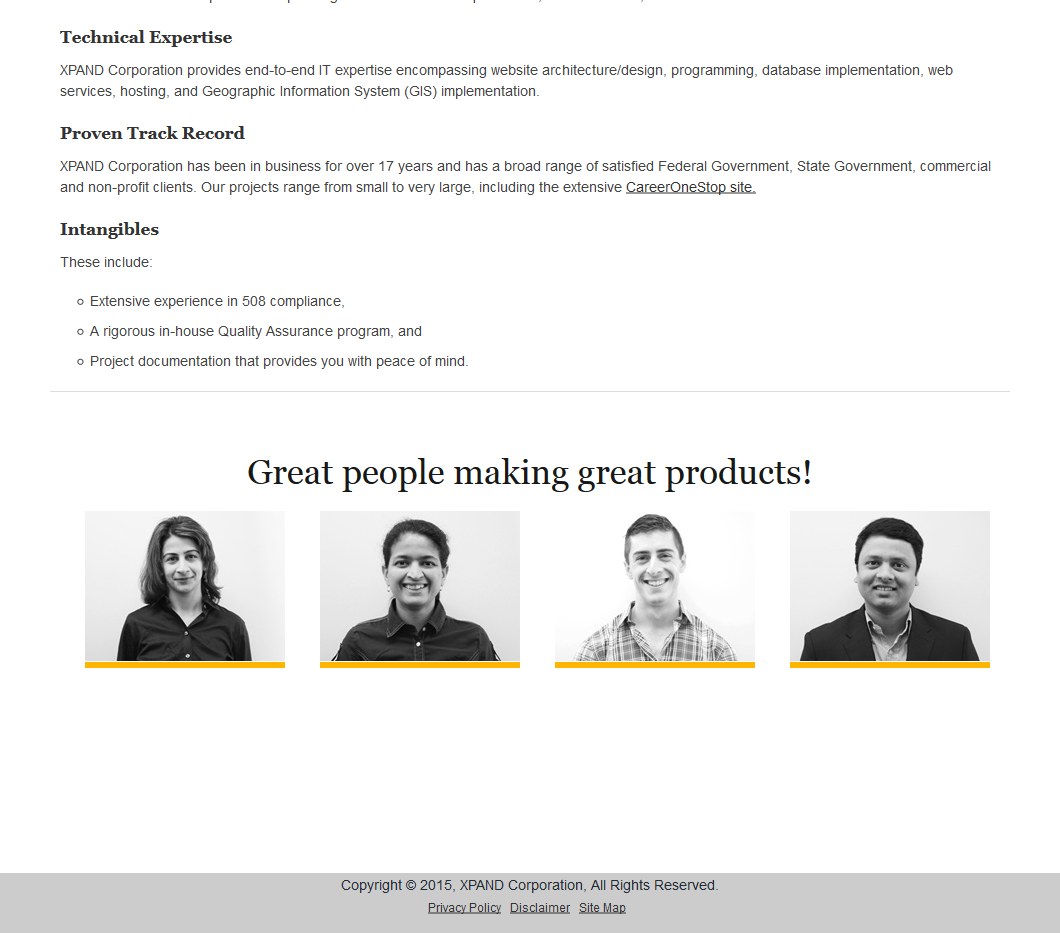 Technical Expertise
XPAND Corporation provides end-to-end IT expertise encompassing website architecture/design, programming, database implementation, web
services, hosting, and Geographic Information System (GIS) implementation.
Proven Track Record
XPAND Corporation has been in business for over 17 years and has a broad range of satisfied Federal Government, State Government, commercial
and non-profit clients. Our projects range from small to very large, including the extensive CareerOneStop site.
Intangibles
These include:
Extensive experience in 508 compliance,
A rigorous in-house Quality Assurance program, and
Project documentation that provides you with peace of mind.
Great people making great products!
Copyright © 2015, XPAND Corporation, All Rights Reserved.
Privacy Policy Disclaimer Site Map